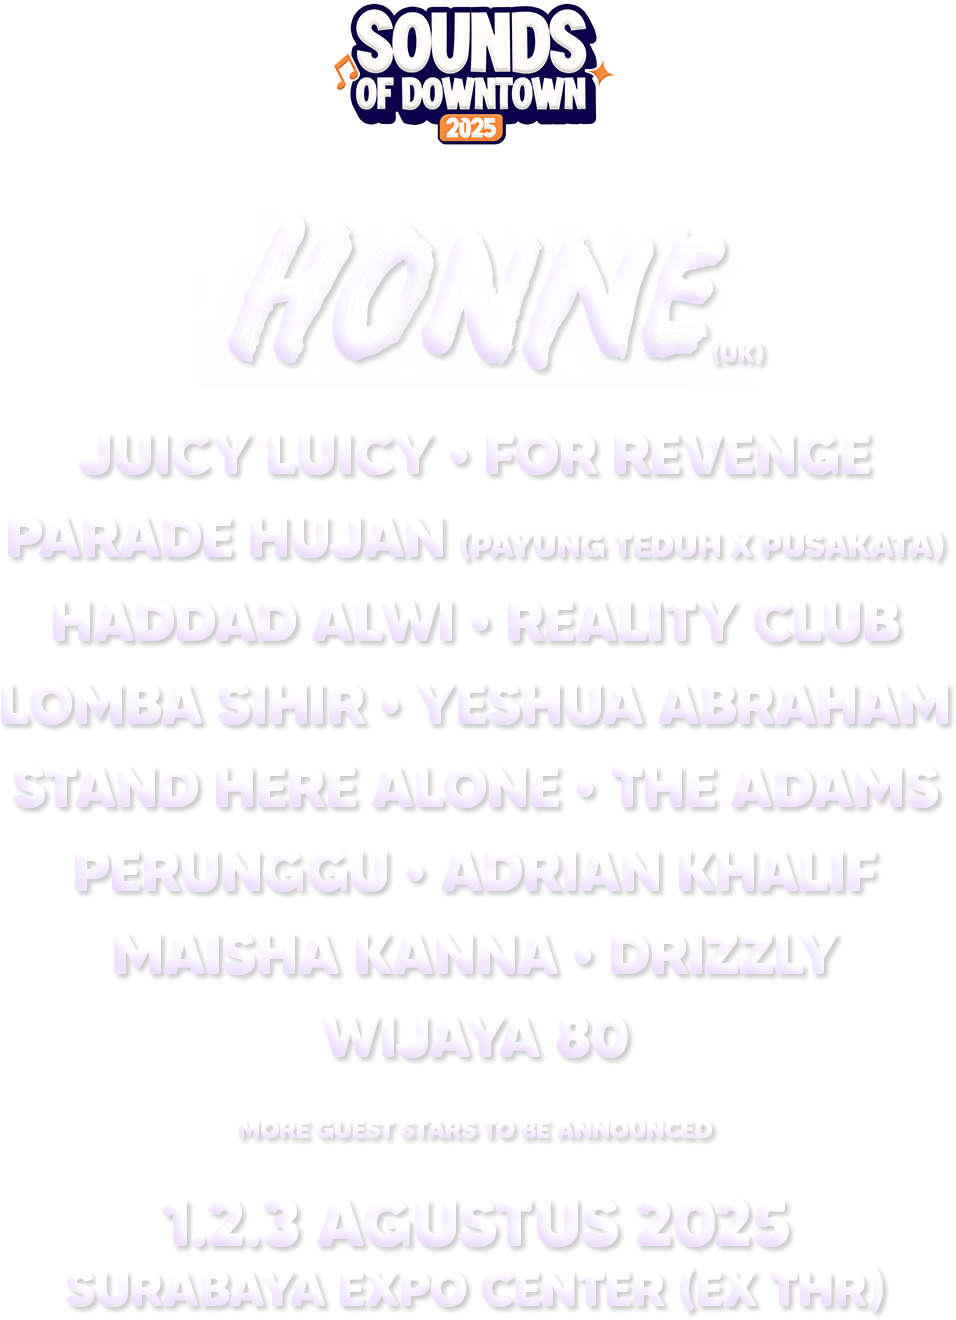 SOUNDS
OF DOWNTOWN
2025
HONNE (UK)
JUICY LUICY • FOR REVENGE
PARADE HUJAN (PAYUNG TEDUH X PUSAKATA)
HADDAD ALWI • REALITY CLUB
LOMBA SIHIR • YESHUA ABRAHAM
STAND HERE ALONE • THE ADAMS
PERUNGGU • ADRIAN KHALIF
MAISHA KANNA • DRIZZLY
WIJAYA 80
MORE GUEST STARS TO BE ANNOUNCED
1.2.3 AGUSTUS 2025
SURABAYA EXPO CENTER (EX THR)